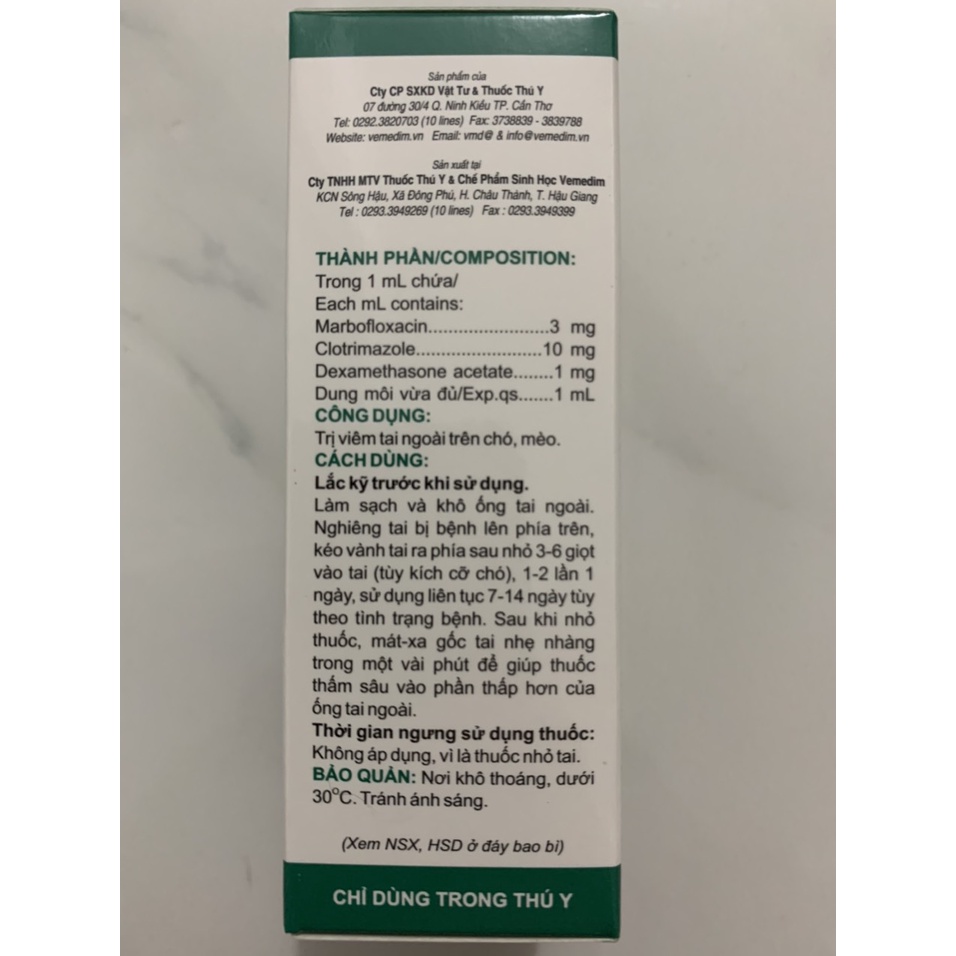 Sản phẩm của
Cty CP SXKD Vật Tư & Thuốc Thú Y
07 đường 30/4 Q. Ninh Kiều TP. Cần Thơ
Tel: 0292.3820703 (10 lines) Fax: 3738839 - 3839788
Website: vemedim.vn Email: vmd@ & info@vemedim.vn
Sản xuất tại
Cty TNHH MTV Thuốc Thú Y & Chế Phẩm Sinh Học Vemedim
KCN Sông Hậu, Xã Đông Phú, H. Châu Thành, T. Hậu Giang
Tel : 0293.3949269 (10 lines) Fax : 0293.3949399
THÀNH PHẦN/COMPOSITION:
Trong 1 mL chứa/
Each mL contains:
Marbofloxacin........................3 mg
Clotrimazole.........................10 mg
Dexamethasone acetate........1 mg
Dung môi vừa đủ/Exp.qs.......1 mL
CÔNG DỤNG:
Trị viêm tai ngoài trên chó, mèo.
CÁCH DÙNG:
Lắc kỹ trước khi sử dụng.
Làm sạch và khô ống tai ngoài.
Nghiêng tai bị bệnh lên phía trên,
kéo vành tai ra phía sau nhỏ 3-6 giọt
vào tai (tùy kích cỡ chó), 1-2 lần 1
ngày, sử dụng liên tục 7-14 ngày tùy
theo tình trạng bệnh. Sau khi nhỏ
thuốc, mát-xa gốc tai nhẹ nhàng
trong một vài phút để giúp thuốc
thấm sâu vào phần thấp hơn của
ống tai ngoài.
Thời gian ngưng sử dụng thuốc:
Không áp dụng, vì là thuốc nhỏ tai.
BẢO QUẢN: Nơi khô thoáng, dưới
30°C. Tránh ánh sáng.
(Xem NSX, HSD ở đáy bao bì)
CHỈ DÙNG TRONG THÚ Y